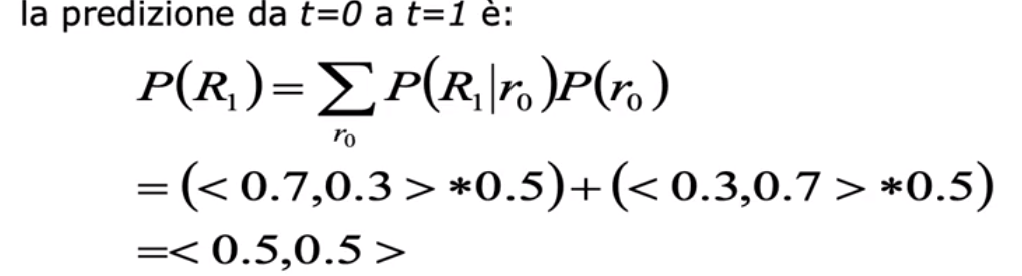 la predizione da t=0 a t=1 è:
P(R₁) = ∑ P(R₁|r₀)P(r₀)
r₀
= (< 0.7,0.3 > *0.5)+(< 0.3,0.7 > *0.5)
=< 0.5,0.5 >